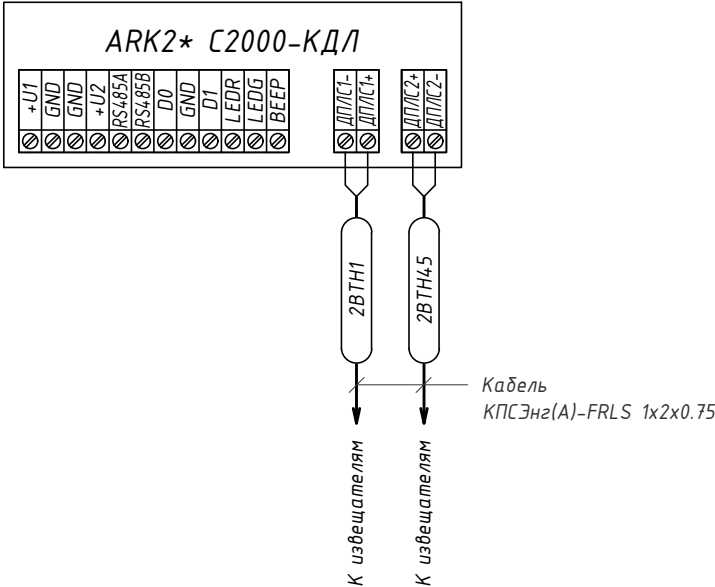 ARK2* С2000-КДЛ
+U1
GND
GND
+U2
RS485A
RS485B
D0
GND
D1
LEDR
LEDG
BEEP
ДПЛС1-
ДПЛС1+
ДПЛС2+
ДПЛС2-
2BTH1
2BTH45
Кабель
КПСЭнг(А)-FRLS 1x2x0.75
К извещателям
К извещателям